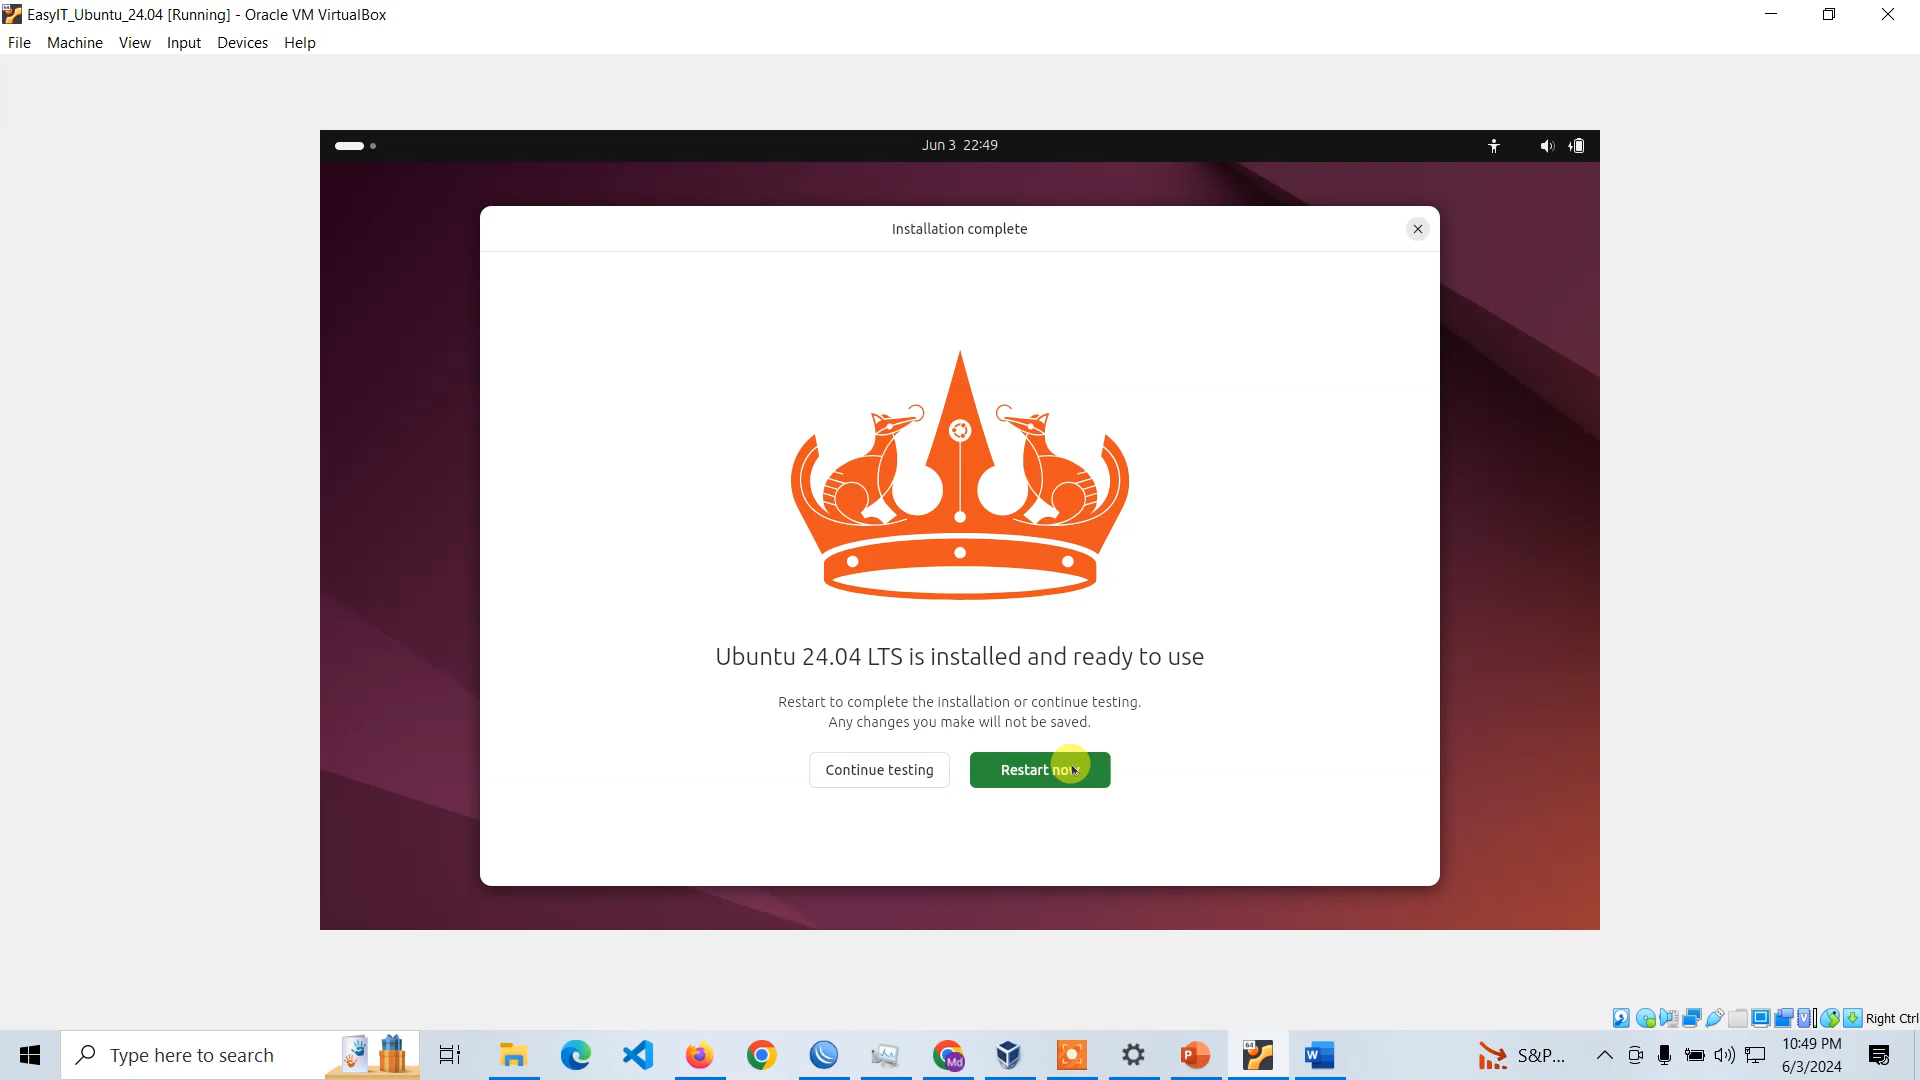 EasyIT_Ubuntu_24.04 [Running] - Oracle VM VirtualBox
File Machine View Input Devices Help
Jun 3 22:49
Installation complete
Ubuntu 24.04 LTS is installed and ready to use
Restart to complete the installation or continue testing.
Any changes you make will not be saved.
Continue testing
Restart now
Right Ctrl
Type here to search
S&P...
10:49 PM
6/3/2024